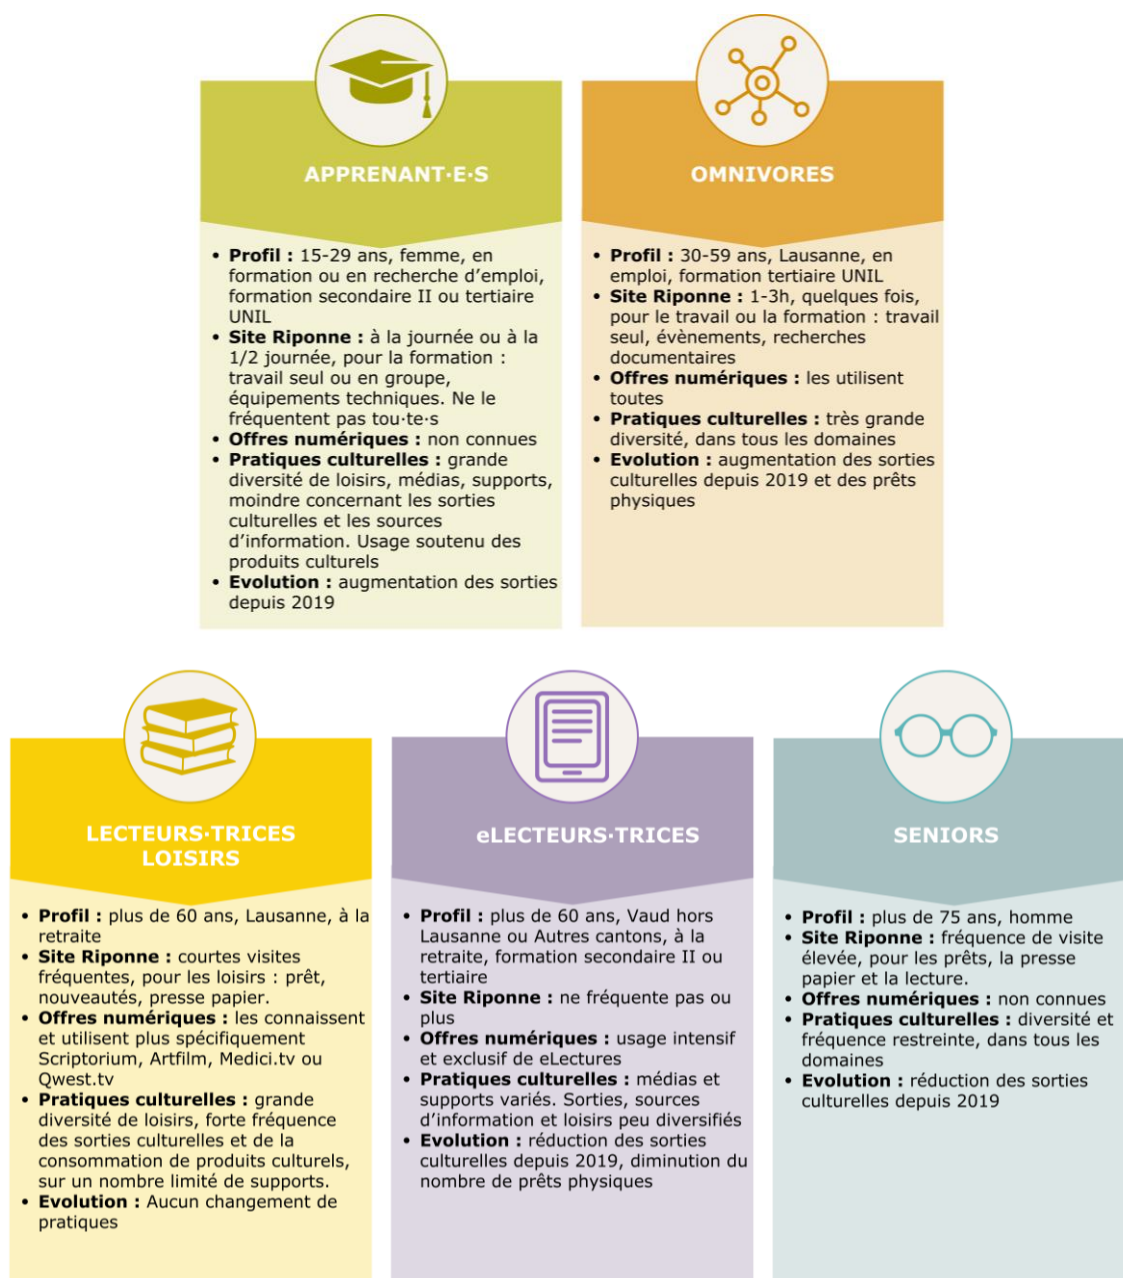 APPRENANT·E·S
• Profil : 15-29 ans, femme, en
formation ou en recherche d’emploi,
formation secondaire II ou tertiaire
UNIL
• Site Riponne : à la journée ou à la
1/2 journée, pour la formation :
travail seul ou en groupe,
équipements techniques. Ne le
fréquentent pas tou·te·s
• Offres numériques : non connues
• Pratiques culturelles : grande
diversité de loisirs, médias, supports,
moindre concernant les sorties
culturelles et les sources
d’information. Usage soutenu des
produits culturels
• Evolution : augmentation des sorties
depuis 2019
OMNIVORES
• Profil : 30-59 ans, Lausanne, en
emploi, formation tertiaire UNIL
• Site Riponne : 1-3h, quelques fois,
pour le travail ou la formation : travail
seul, évènements, recherches
documentaires
• Offres numériques : les utilisent
toutes
• Pratiques culturelles : très grande
diversité, dans tous les domaines
• Evolution : augmentation des sorties
culturelles depuis 2019 et des prêts
physiques
LECTEURS·TRICES
LOISIRS
• Profil : plus de 60 ans, Lausanne, à la
retraite
• Site Riponne : courtes visites
fréquentes, pour les loisirs : prêt,
nouveautés, presse papier.
• Offres numériques : les connaissent
et utilisent plus spécifiquement
Scriptorium, Artfilm, Medici.tv ou
Qwest.tv
• Pratiques culturelles : grande
diversité de loisirs, forte fréquence
des sorties culturelles et de la
consommation de produits culturels,
sur un nombre limité de supports.
• Evolution : Aucun changement de
pratiques
eLECTEURS·TRICES
• Profil : plus de 60 ans, Vaud hors
Lausanne ou Autres cantons, à la
retraite, formation secondaire II ou
tertiaire
• Site Riponne : ne fréquente pas ou
plus
• Offres numériques : usage intensif
et exclusif de eLectures
• Pratiques culturelles : médias et
supports variés. Sorties, sources
d’information et loisirs peu diversifiés
• Evolution : réduction des sorties
culturelles depuis 2019, diminution du
nombre de prêts physiques
SENIORS
• Profil : plus de 75 ans, homme
• Site Riponne : fréquence de visite
élevée, pour les prêts, la presse
papier et la lecture.
• Offres numériques : non connues
• Pratiques culturelles : diversité et
fréquence restreinte, dans tous les
domaines
• Evolution : réduction des sorties
culturelles depuis 2019